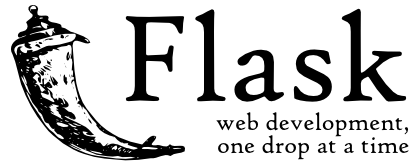 Flask
web development,
one drop at a time